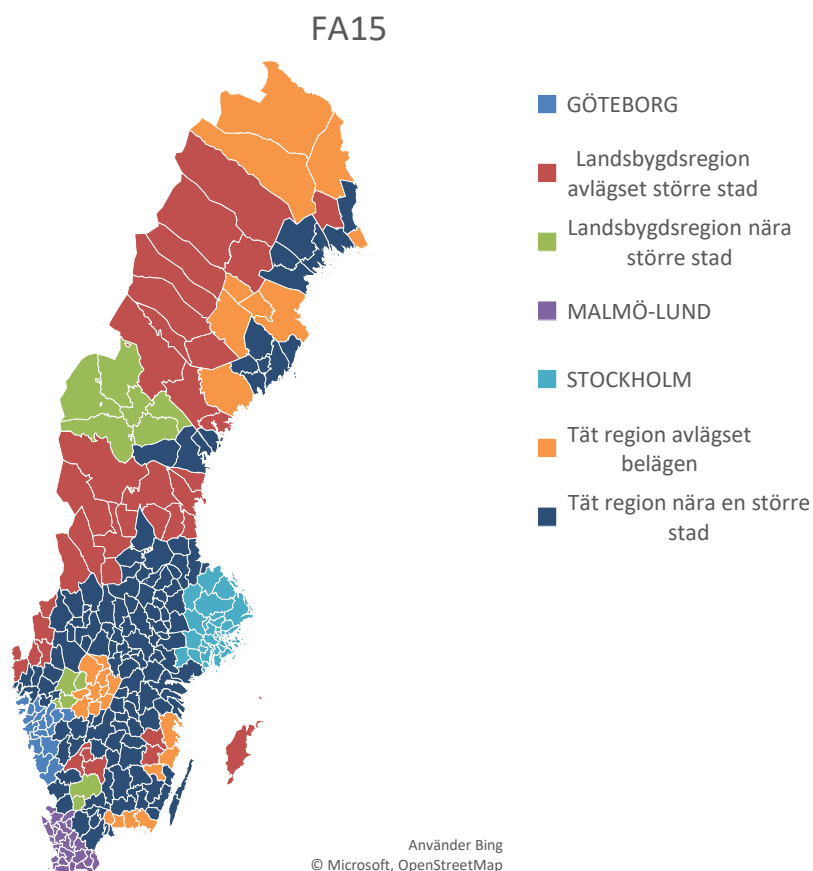 FA15
GÖTEBORG
Landsbygdsregion
avlägset större stad
Landsbygdsregion nära
större stad
MALMÖ-LUND
STOCKHOLM
Tät region avlägset
belägen
Tät region nära en större
stad
Använder Bing
© Microsoft, OpenStreetMap